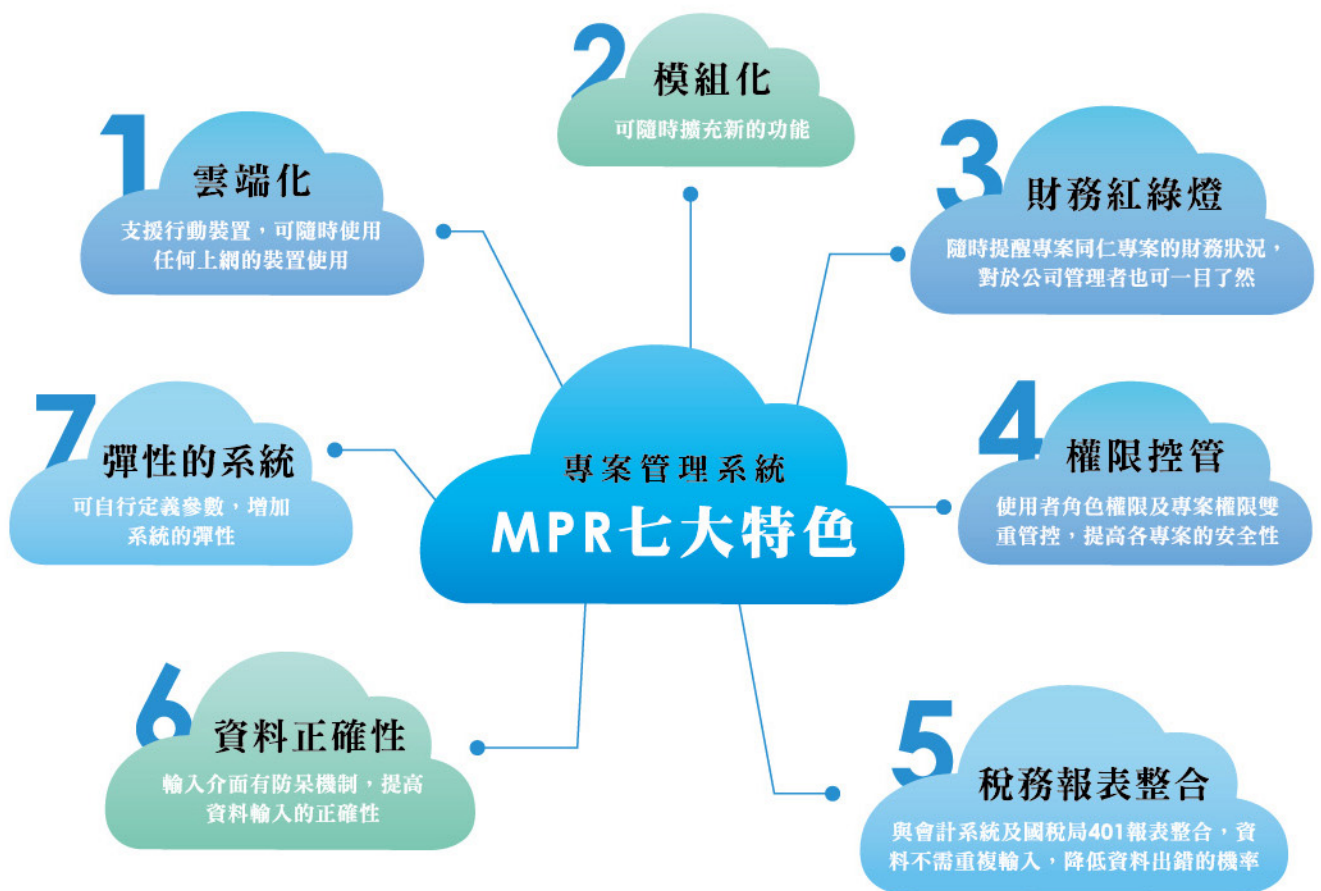 專案管理系統
MPR七大特色
1
雲端化
支援行動裝置，可隨時使用
任何上網的裝置使用
2
模組化
可隨時擴充新的功能
3
財務紅綠燈
隨時提醒專案同仁專案的財務狀況，
對於公司管理者也可一目了然
4
權限控管
使用者角色權限及專案權限雙
重管控，提高各專案的安全性
5
稅務報表整合
與會計系統及國稅局401報表整合，資
料不需重複輸入，降低資料出錯的機率
6
資料正確性
輸入介面有防呆機制，提高
資料輸入的正確性
7
彈性的系統
可自行定義參數，增加
系統的彈性